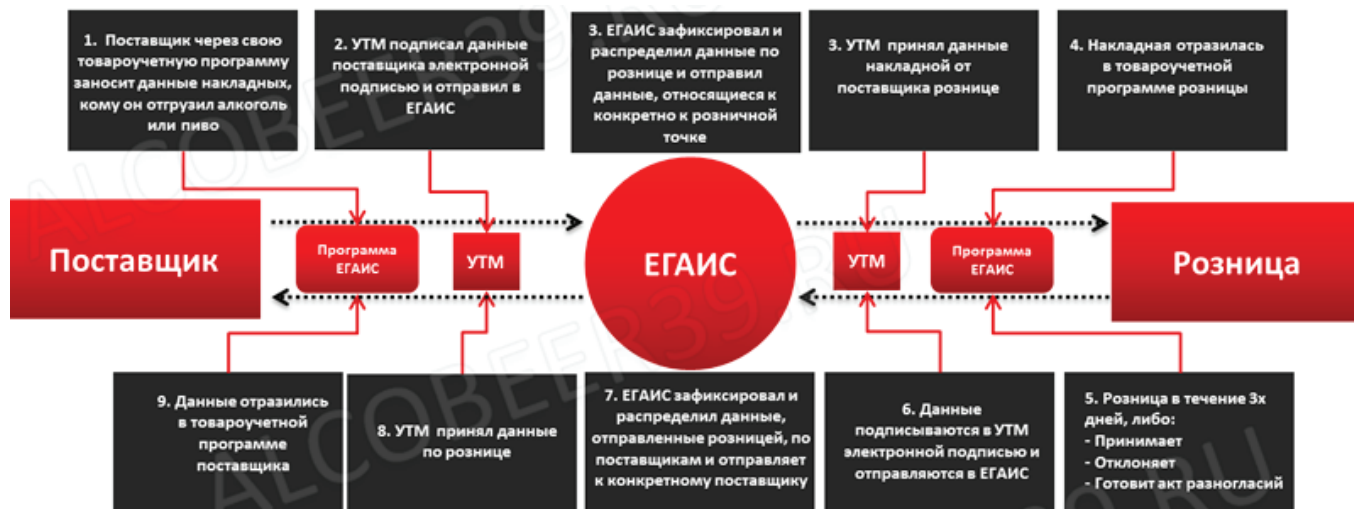 1. Поставщик через свою
товароучетную программу
заносит данные накладных,
кому он отгрузил алкоголь
или пиво
2. УТМ подписал данные
поставщика электронной
подписью и отправил в
ЕГАИС
3. ЕГАИС зафиксировал и
распределил данные по
рознице и отправил
данные, относящиеся к
конкретно к розничной
точке
3. УТМ принял данные
накладной от
поставщика рознице
4. Накладная отразилась
в товароучетной
программе розницы
Поставщик
Программа
ЕГАИС
УТМ
ЕГАИС
УТМ
Программа
ЕГАИС
Розница
9. Данные отразились
в товароучетной
программе
поставщика
8. УТМ принял данные
по рознице
7. ЕГАИС зафиксировал и
распределил данные,
отправленные розницей, по
поставщикам и отправляет
к конкретному поставщику
6. Данные
подписываются в УТМ
электронной подписью и
отправляются в ЕГАИС
5. Розница в течение 3х
дней, либо:
- Принимает
- Отклоняет
- Готовит акт разногласий
ALCOBEER39.RU
ALCOBEER39.RU